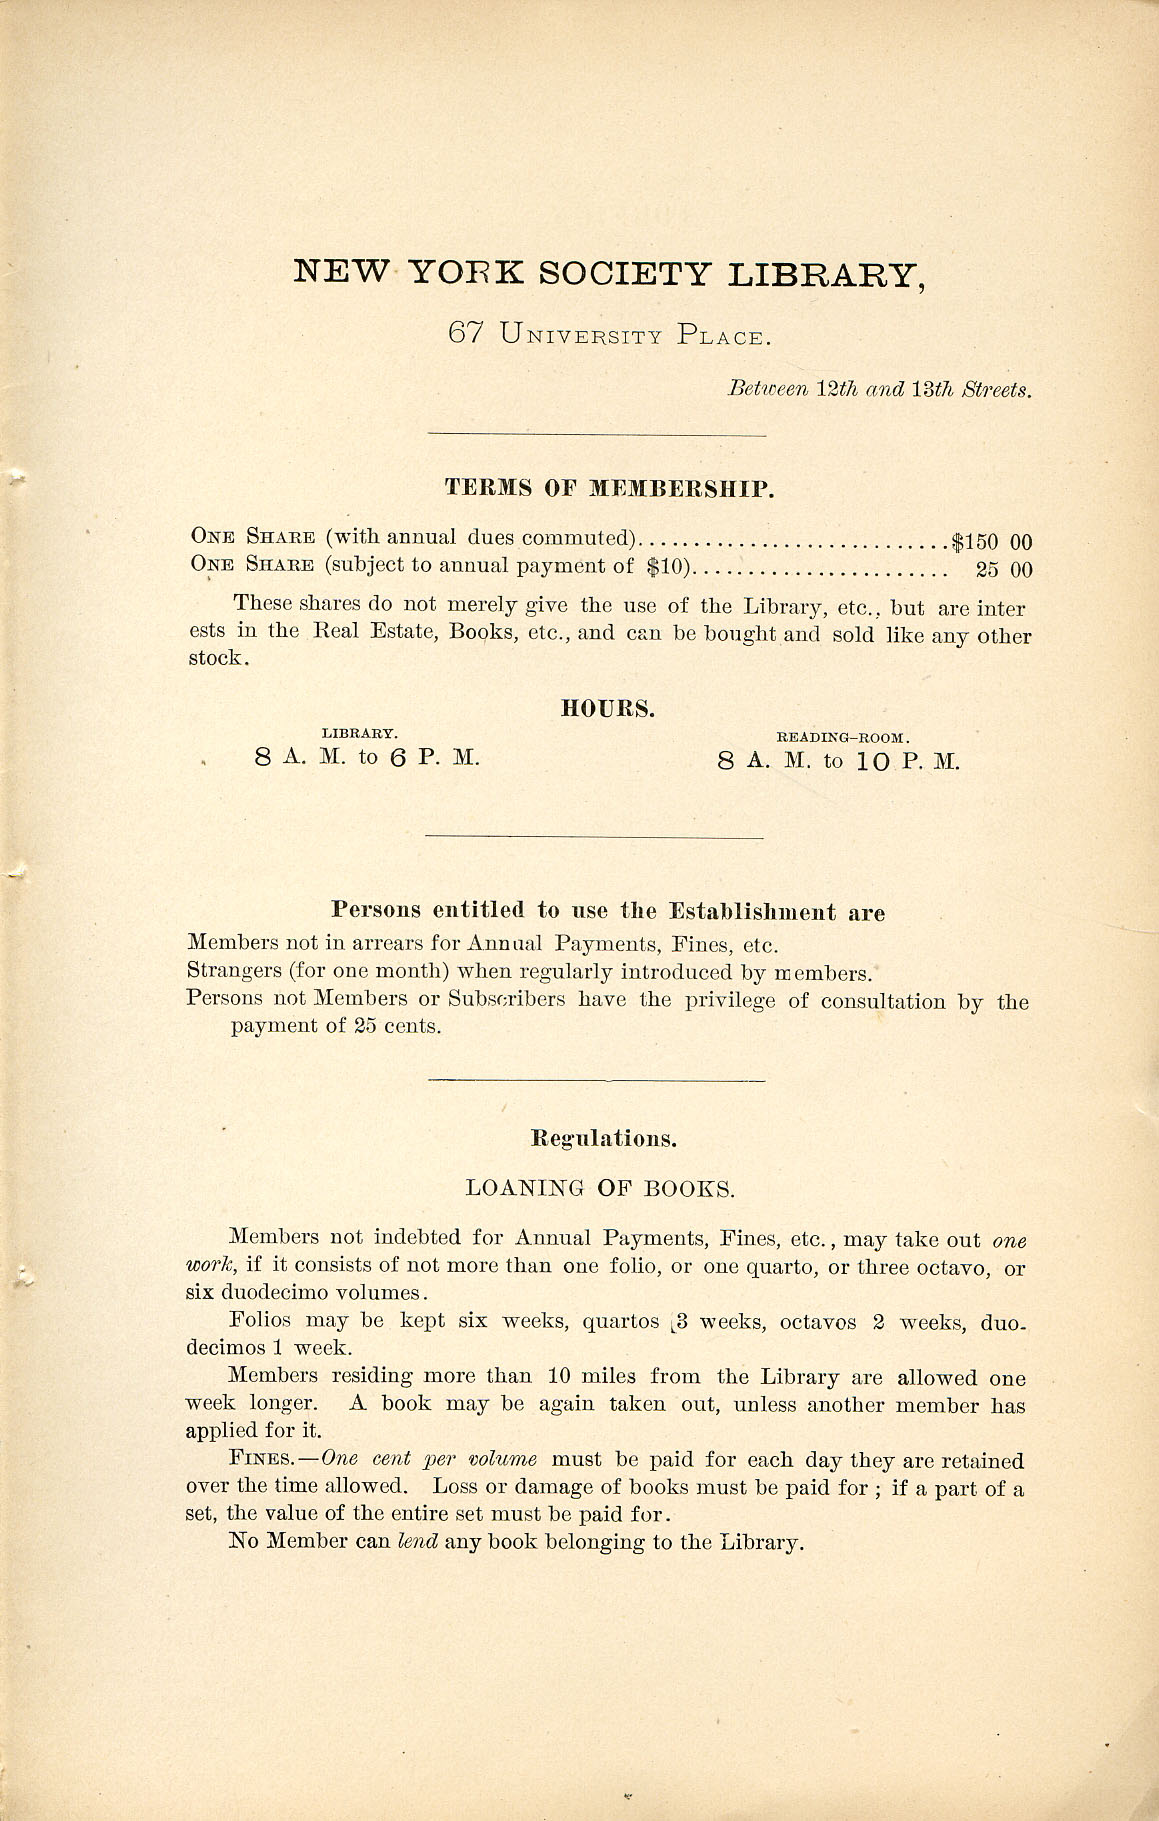 NEW YORK SOCIETY LIBRARY,
67 UNIVERSITY PLACE.
Between 12th and 13th Streets.
TERMS OF MEMBERSHIP.
ONE SHARE (with annual dues commuted)............................$150 00
ONE SHARE (subject to annual payment of $10)....................... 25 00
These shares do not merely give the use of the Library, etc., but are inter
ests in the Real Estate, Books, etc., and can be bought and sold like any other
stock.
HOURS.
LIBRARY.
8 A. M. to 6 P. M.
READING-ROOM.
8 A. M. to 10 P. M.
Persons entitled to use the Establishment are
Members not in arrears for Annual Payments, Fines, etc.
Strangers (for one month) when regularly introduced by members.
Persons not Members or Subscribers have the privilege of consultation by the
payment of 25 cents.
Regulations.
LOANING OF BOOKS.
Members not indebted for Annual Payments, Fines, etc., may take out one
work, if it consists of not more than one folio, or one quarto, or three octavo, or
six duodecimo volumes.
Folios may be kept six weeks, quartos 3 weeks, octavos 2 weeks, duo-
decimos 1 week.
Members residing more than 10 miles from the Library are allowed one
week longer. A book may be again taken out, unless another member has
applied for it.
FINES.—One cent per volume must be paid for each day they are retained
over the time allowed. Loss or damage of books must be paid for ; if a part of a
set, the value of the entire set must be paid for.
No Member can lend any book belonging to the Library.